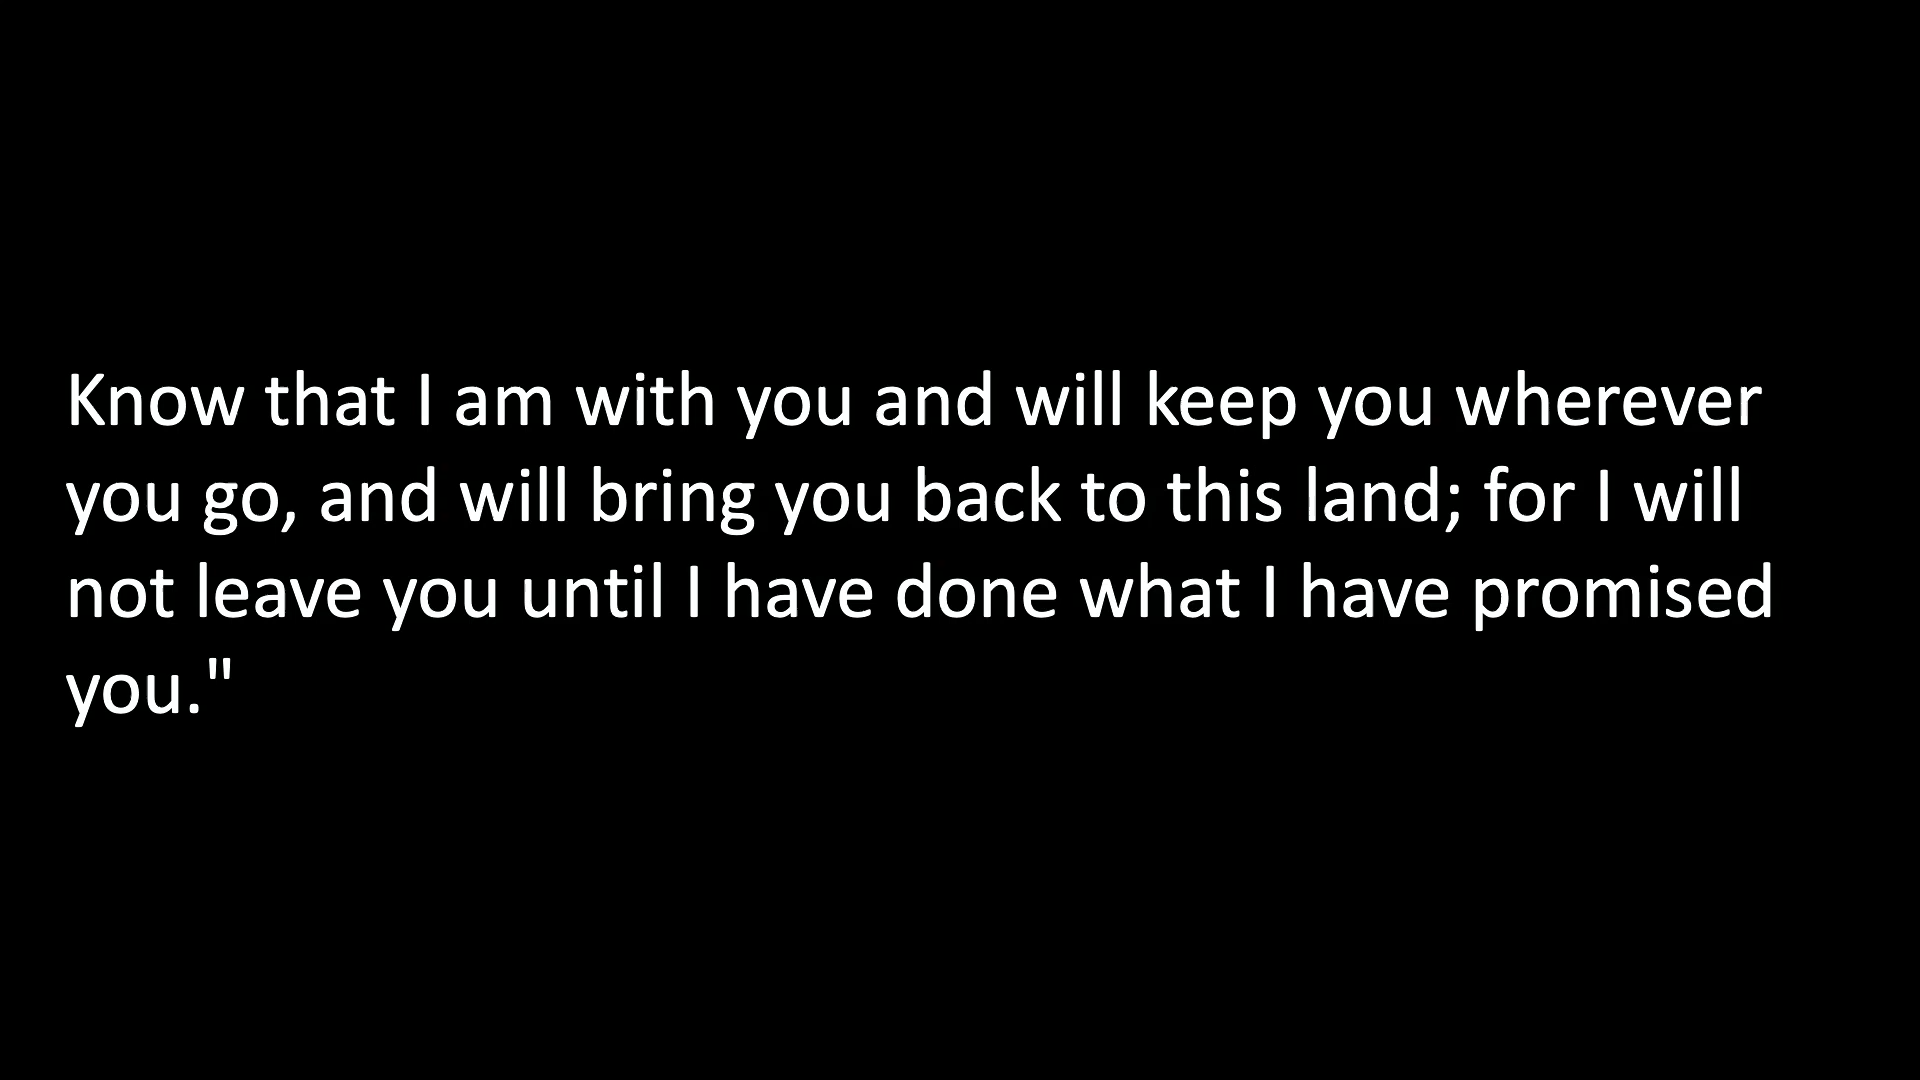 Know that I am with you and will keep you wherever
you go, and will bring you back to this land; for I will
not leave you until I have done what I have promised
you."